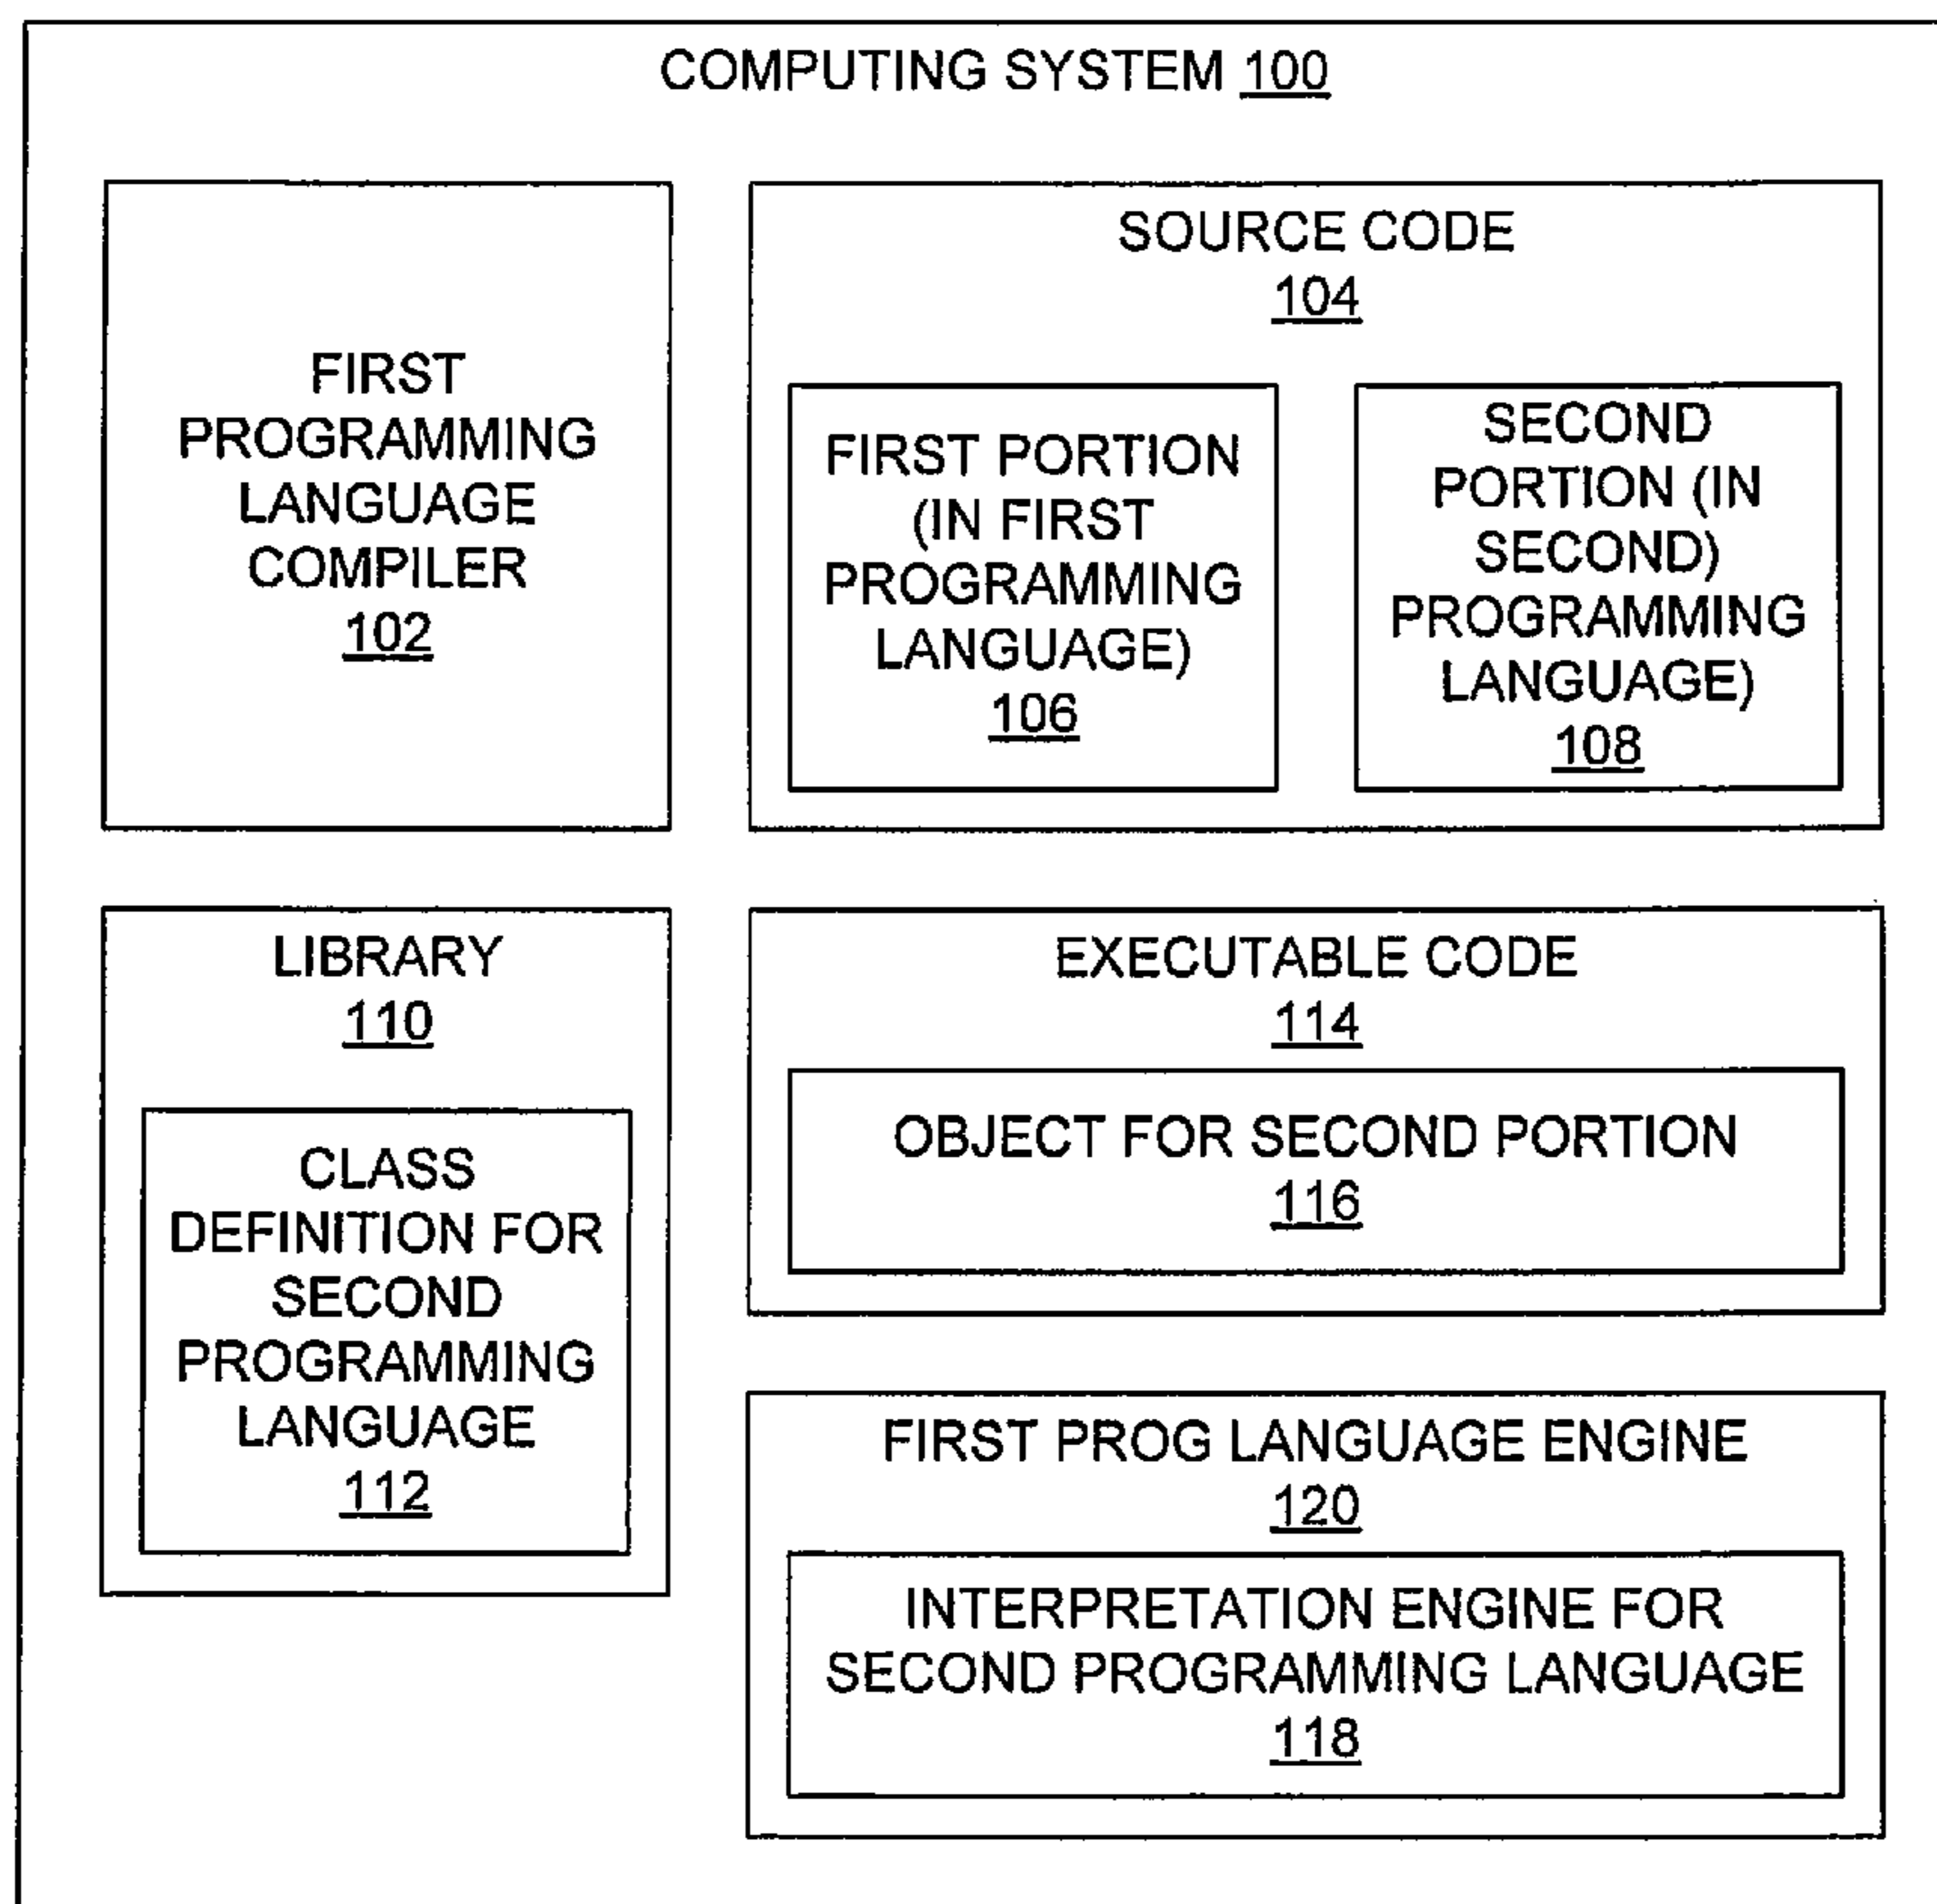 COMPUTING SYSTEM 100
FIRST
PROGRAMMING
LANGUAGE
COMPILER
102
SOURCE CODE
104
FIRST PORTION
(IN FIRST
PROGRAMMING
LANGUAGE)
106
SECOND
PORTION (IN
SECOND)
PROGRAMMING
LANGUAGE)
108
LIBRARY
110
CLASS
DEFINITION FOR
SECOND
PROGRAMMING
LANGUAGE
112
EXECUTABLE CODE
114
OBJECT FOR SECOND PORTION
116
FIRST PROG LANGUAGE ENGINE
120
INTERPRETATION ENGINE FOR
SECOND PROGRAMMING LANGUAGE
118